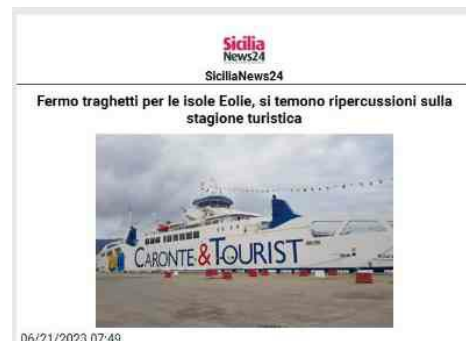 Sicilia
News24
SiciliaNews24
Fermo traghetti per le isole Eolie, si temono ripercussioni sulla
stagione turistica
CARONTE & TOURIST
06/21/2023 07:49